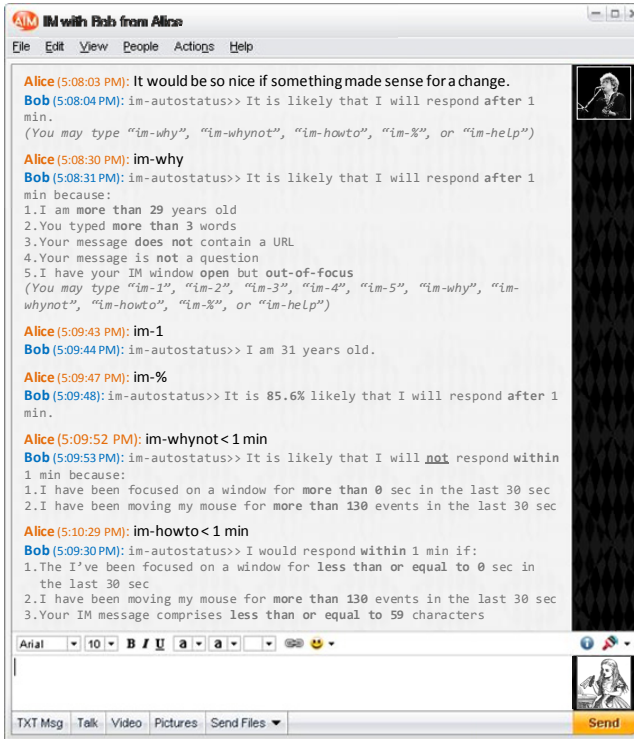 AIM IM with Bob from Alice
File Edit View People Actions Help
Alice (5:08:03 PM): It would be so nice if something made sense for a change.
Bob (5:08:04 PM): im-autostatus>> It is likely that I will respond after 1
min.
(You may type “im-why”, “im-whynot”, “im-howto”, “im-%”, or “im-help”)
Alice (5:08:30 PM): im-why
Bob (5:08:31 PM): im-autostatus>> It is likely that I will respond after 1
min because:
1.I am more than 29 years old
2.You typed more than 3 words
3.Your message does not contain a URL
4.Your message is not a question
5.I have your IM window open but out-of-focus
(You may type “im-1”, “im-2”, “im-3”, “im-4”, “im-5”, “im-why”, “im-
whynot”, “im-howto”, “im-%”, or “im-help”)
Alice (5:09:43 PM): im-1
Bob (5:09:44 PM): im-autostatus>> I am 31 years old.
Alice (5:09:47 PM): im-%
Bob (5:09:48): im-autostatus>> It is 85.6% likely that I will respond after 1
min.
Alice (5:09:52 PM): im-whynot < 1 min
Bob (5:09:53 PM): im-autostatus>> It is likely that I will not respond within
1 min because:
1.I have been focused on a window for more than 0 sec in the last 30 sec
2.I have been moving my mouse for more than 130 events in the last 30 sec
Alice (5:10:29 PM): im-howto < 1 min
Bob (5:09:30 PM): im-autostatus>> I would respond within 1 min if:
1.The I’ve been focused on a window for less than or equal to 0 sec in
the last 30 sec
2.I have been moving my mouse for more than 130 events in the last 30 sec
3.Your IM message comprises less than or equal to 59 characters
Arial 10 B I U a a
TXT Msg Talk Video Pictures Send Files Send